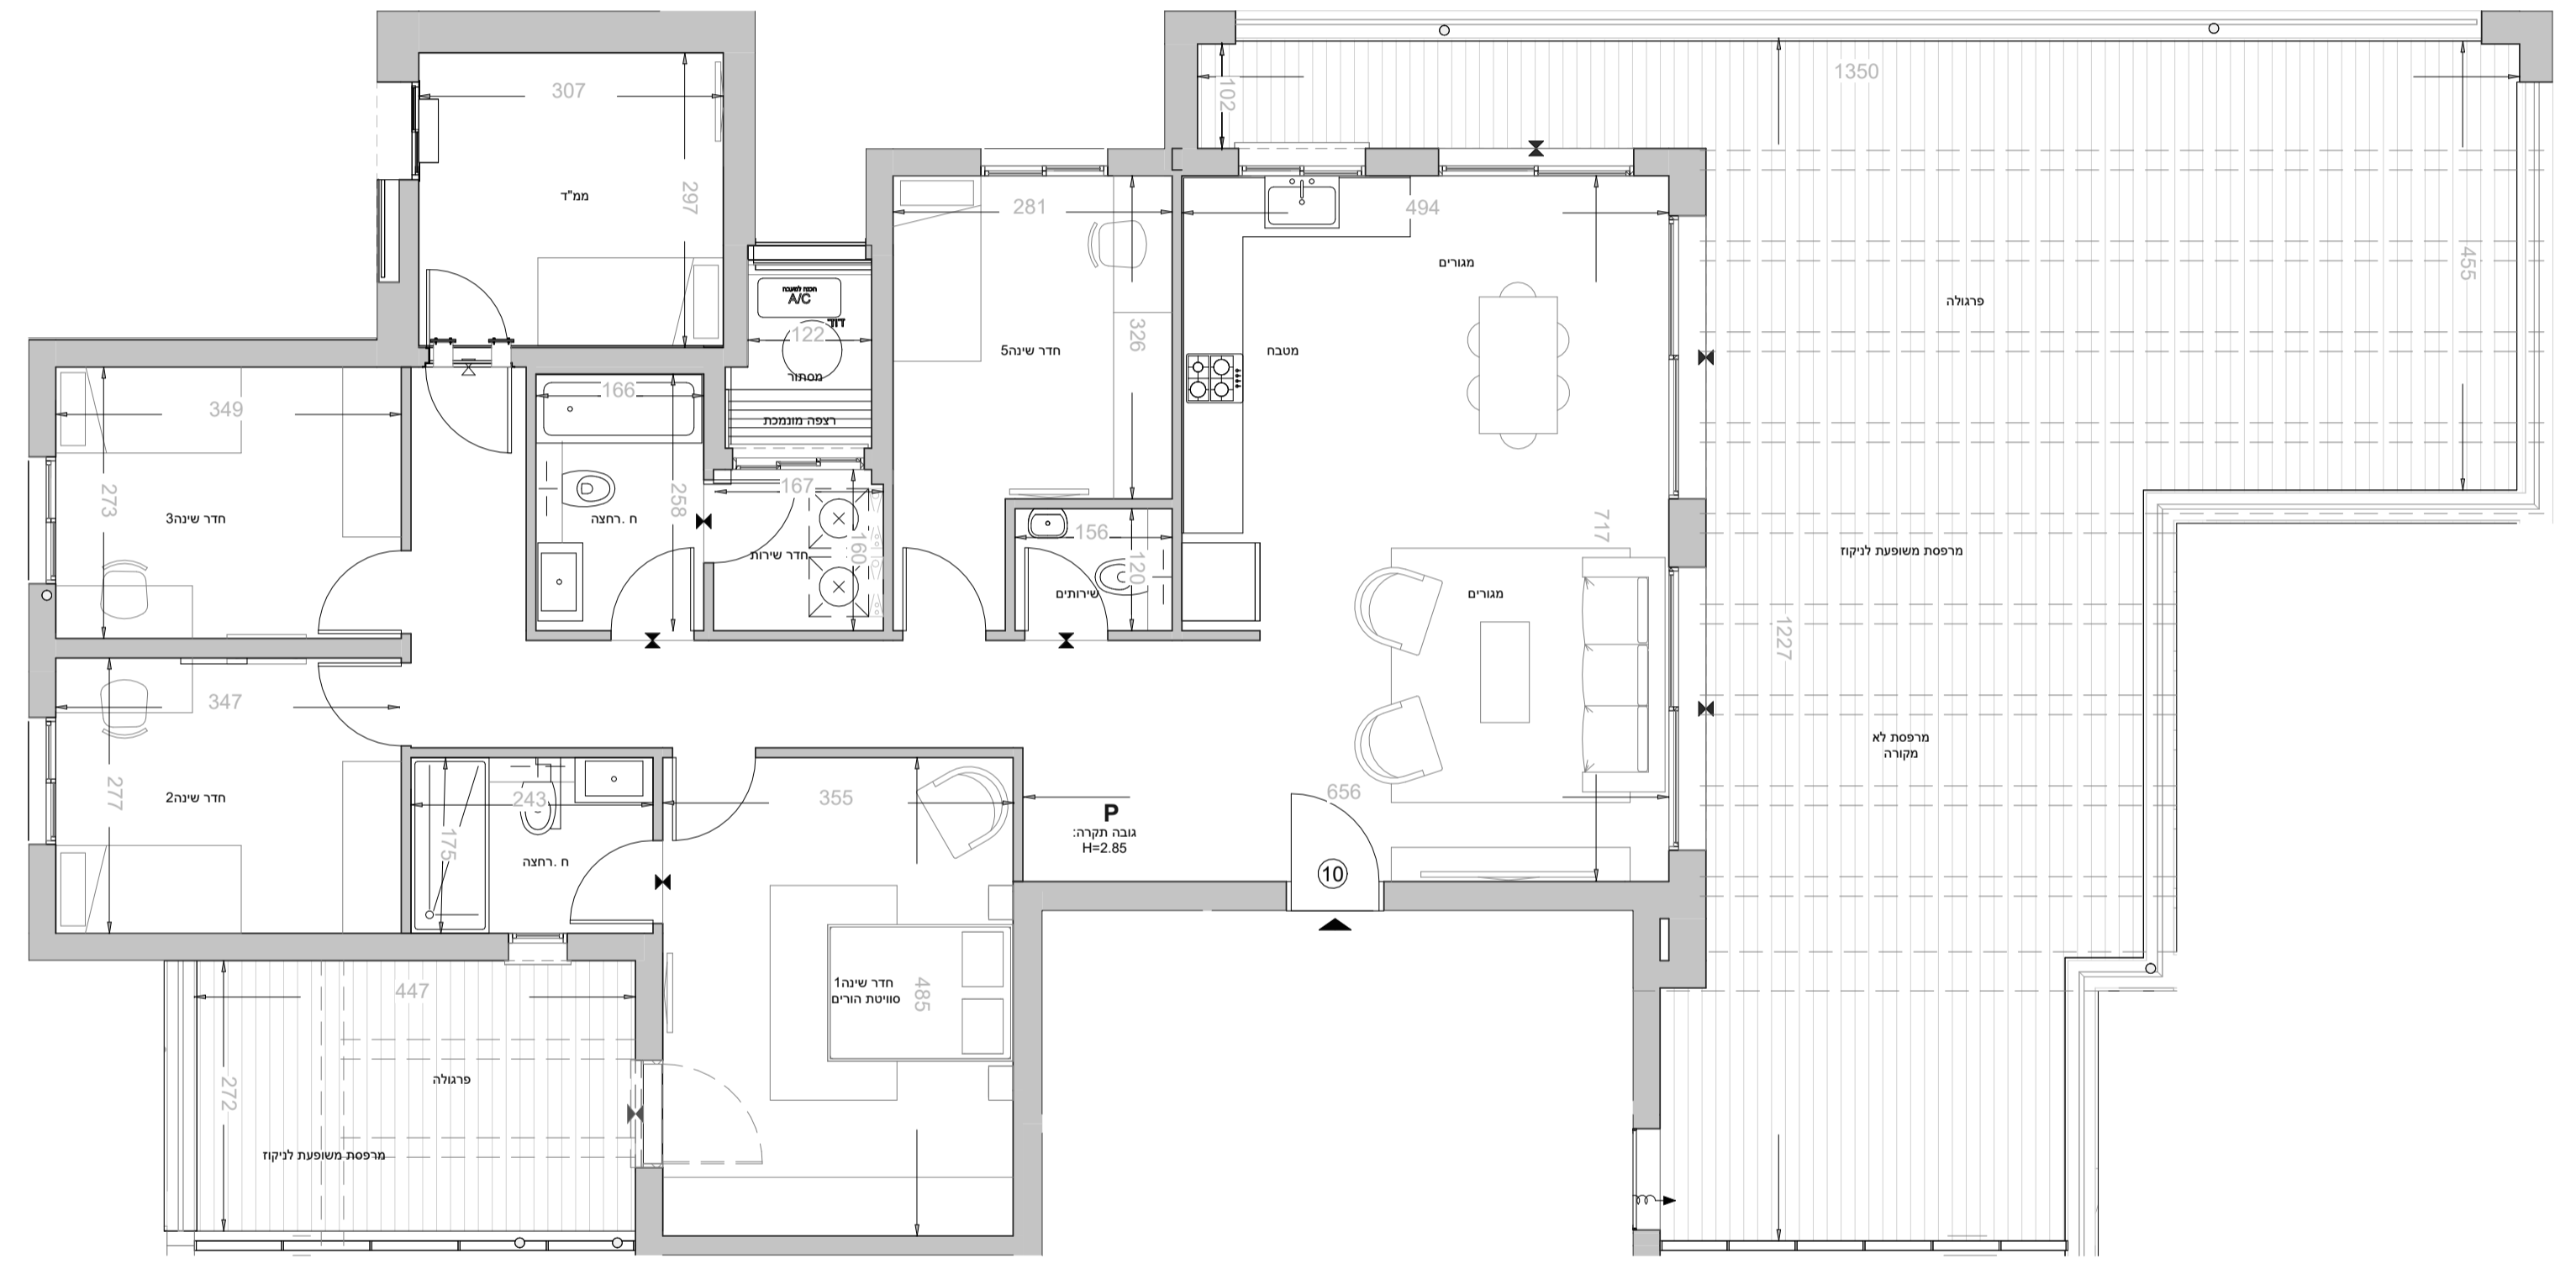 1350
102
307
297
ממ"ד
281
494
מגורים
455
פרגולה
הכנה למעבה
A/C
דוד
122
326
חדר שינה5
מטבח
מסתור
רצפה מונמכת
349
166
273
חדר שינה3
258
ח .רחצה
167
160
חדר שירות
156
120
שירותים
717
מגורים
מרפסת משופעת לניקוז
1227
347
277
חדר שינה2
243
175
ח .רחצה
355
656
P
גובה תקרה:
H=2.85
10
מרפסת לא
מקורה
447
272
פרגולה
מרפסת משופעת לניקוז
חדר שינה1
סוויטת הורים
485